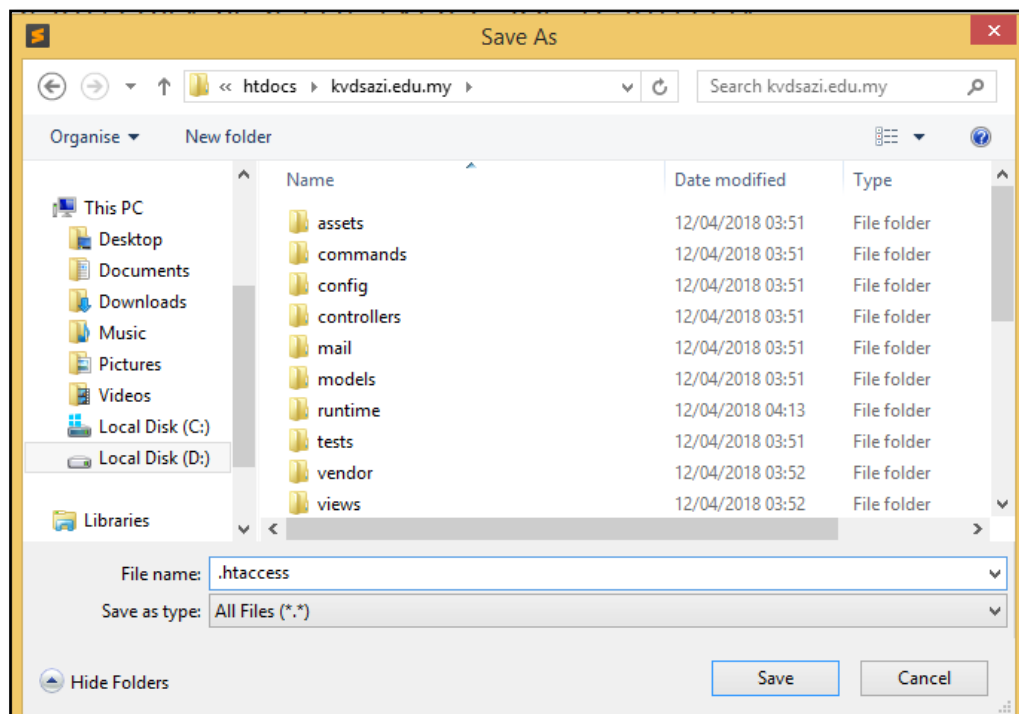 Save As
« htdocs kvdsazi.edu.my
Search kvdsazi.edu.my
Organise
New folder
This PC
Desktop
Documents
Downloads
Music
Pictures
Videos
Local Disk (C:)
Local Disk (D:)
Libraries
Name Date modified Type
assets 12/04/2018 03:51 File folder
commands 12/04/2018 03:51 File folder
config 12/04/2018 03:51 File folder
controllers 12/04/2018 03:51 File folder
mail 12/04/2018 03:51 File folder
models 12/04/2018 03:51 File folder
runtime 12/04/2018 04:13 File folder
tests 12/04/2018 03:51 File folder
vendor 12/04/2018 03:52 File folder
views 12/04/2018 03:52 File folder
File name: .htaccess
Save as type: All Files (*.*)
Hide Folders
Save
Cancel